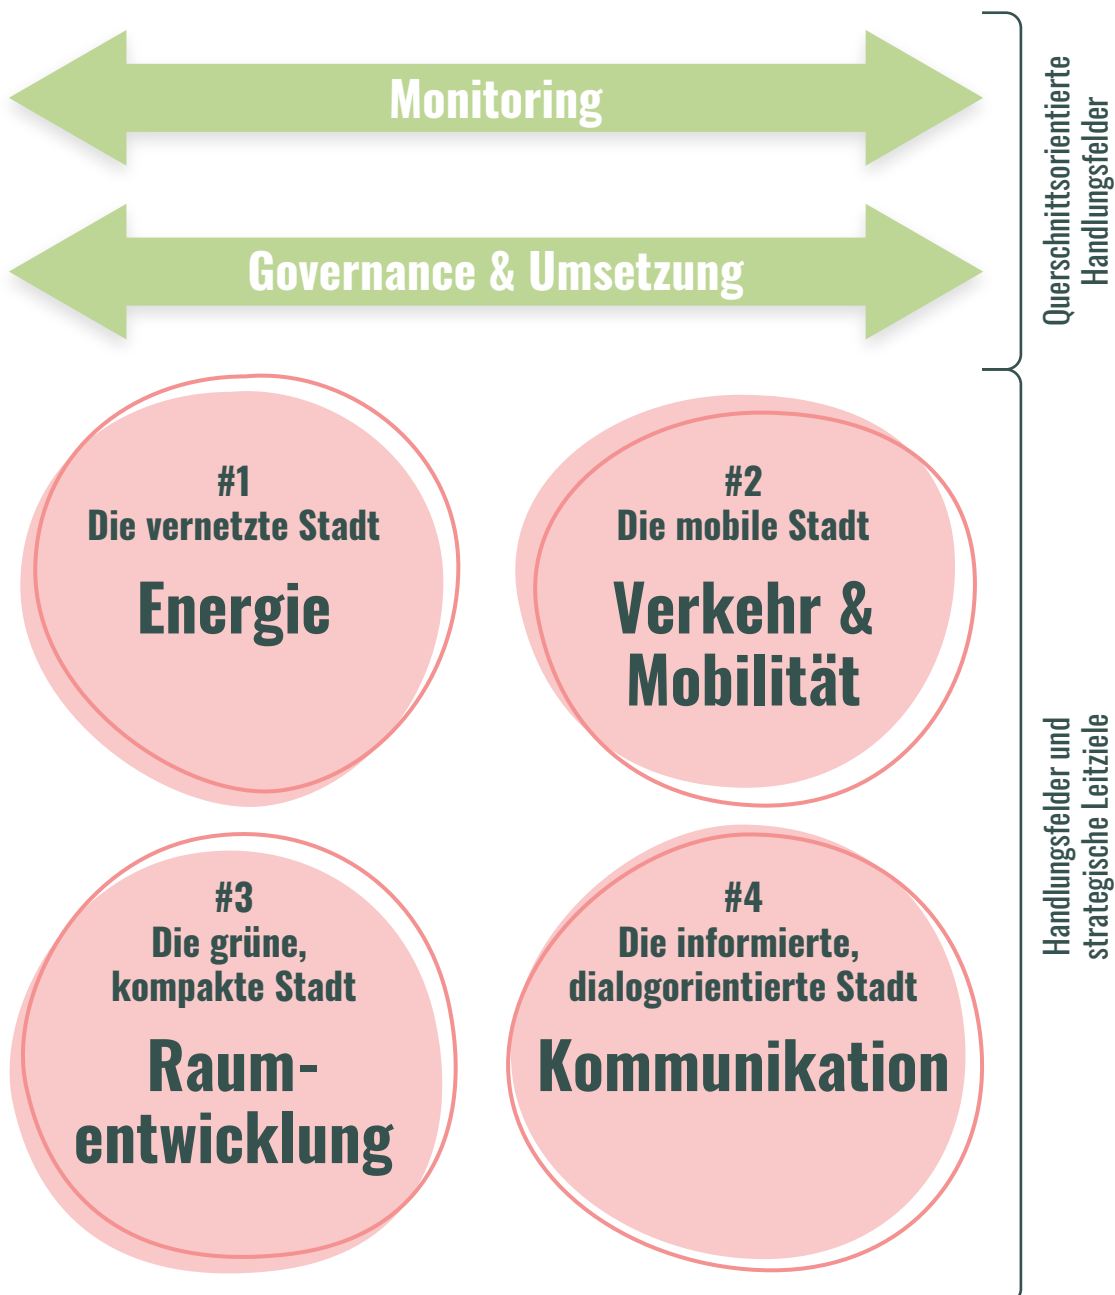 Monitoring
Governance & Umsetzung
Querschnittsorientierte
Handlungsfelder
#1
Die vernetzte Stadt
Energie
#2
Die mobile Stadt
Verkehr &
Mobilität
#3
Die grüne,
kompakte Stadt
Raum-
entwicklung
#4
Die informierte,
dialogorientierte Stadt
Kommunikation
Handlungsfelder und
strategische Leitziele